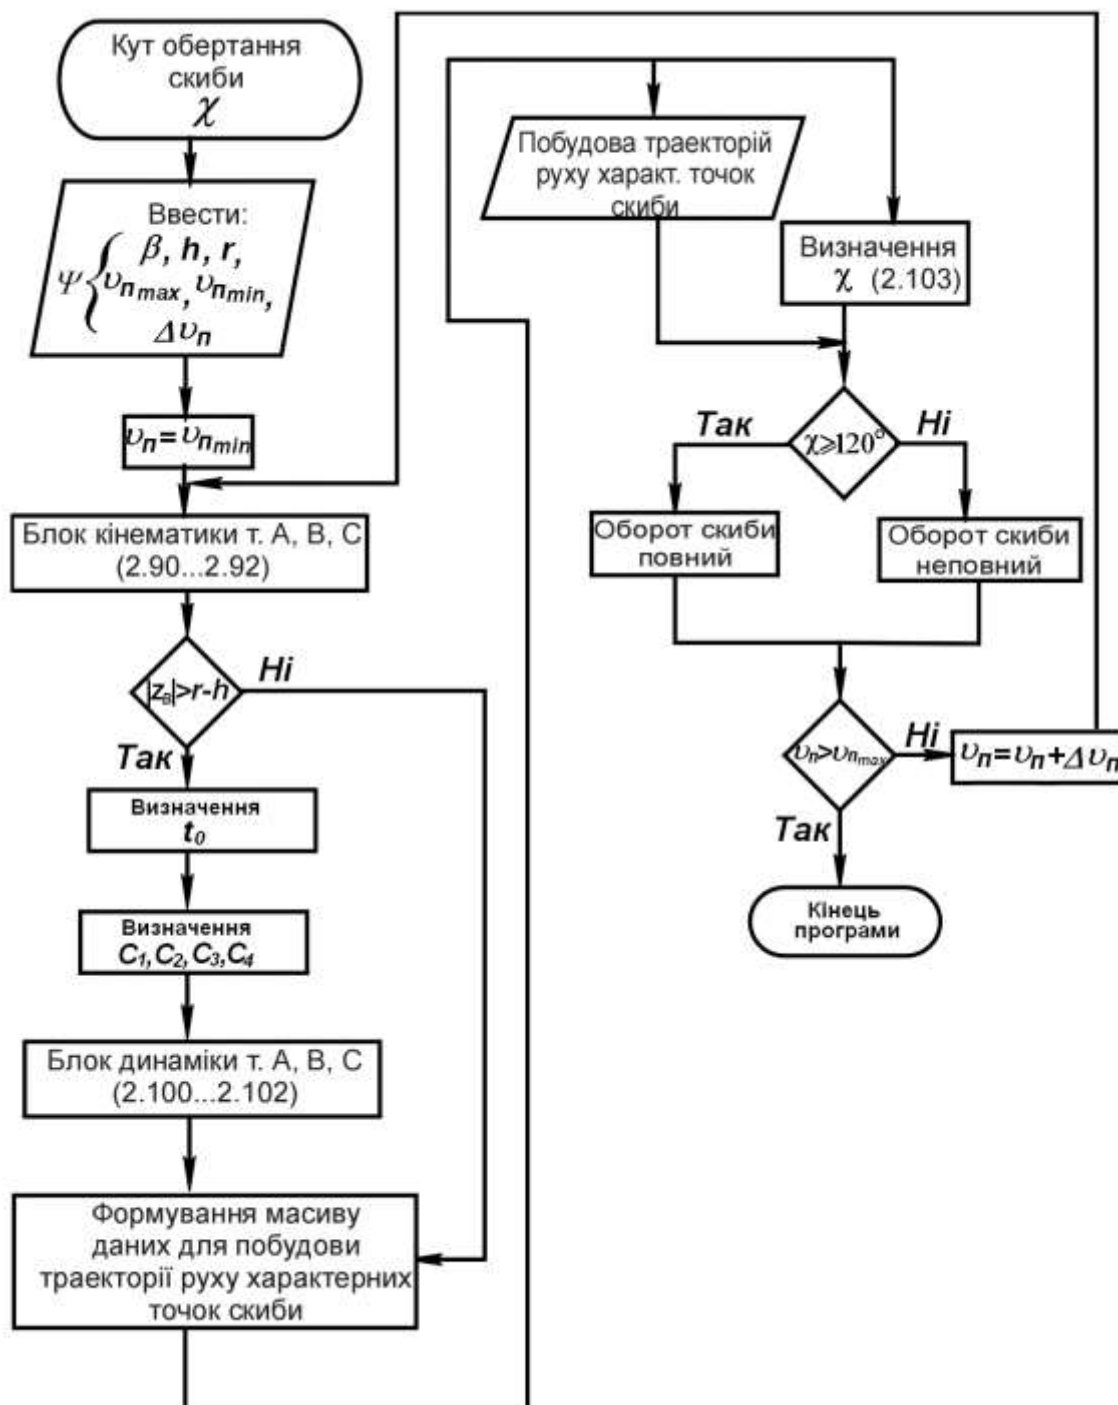 Кут обертання
скиби
χ
Ввести:
Ψ{ β, h, r,
υп max, υп min,
Δυп
υп=υп min
Блок кінематики т. А, В, С
(2.90...2.92)
|zв|>r-h
Ні
Так
Визначення
t₀
Визначення
C₁,C₂,C₃,C₄
Блок динаміки т. А, В, С
(2.100...2.102)
Формування масиву
даних для побудови
траекторії руху характерних
точок скиби
Побудова траекторій
руху характ. точок
скиби
Визначення
χ (2.103)
Так
χ⩾120°
Ні
Оборот скиби
повний
Оборот скиби
неповний
υп>υп max
Ні
υп=υп+Δυп
Так
Кінець
програми